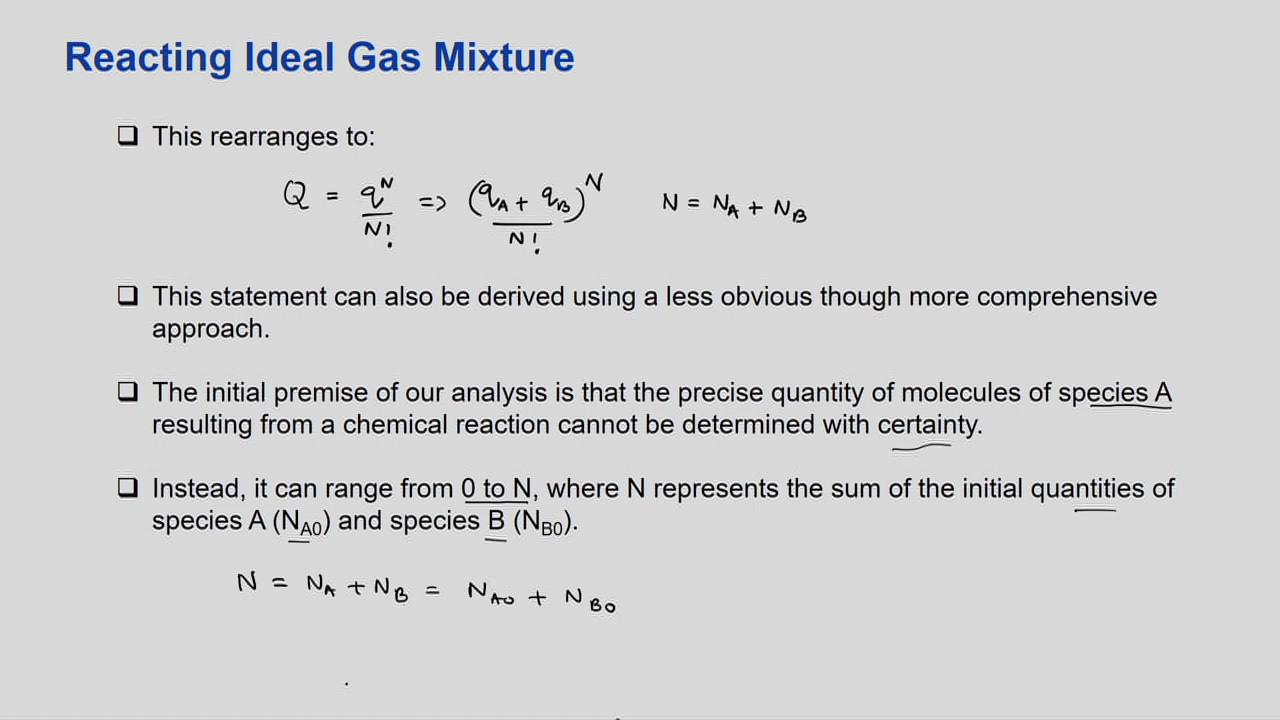 Reacting Ideal Gas Mixture
❑ This rearranges to:
Q = q^N / N! => (q_A + q_B)^N / N!    N = N_A + N_B
❑ This statement can also be derived using a less obvious though more comprehensive
approach.
❑ The initial premise of our analysis is that the precise quantity of molecules of species A
resulting from a chemical reaction cannot be determined with certainty.
❑ Instead, it can range from 0 to N, where N represents the sum of the initial quantities of
species A (N_A0) and species B (N_B0).
N = N_A + N_B = N_A0 + N_B0